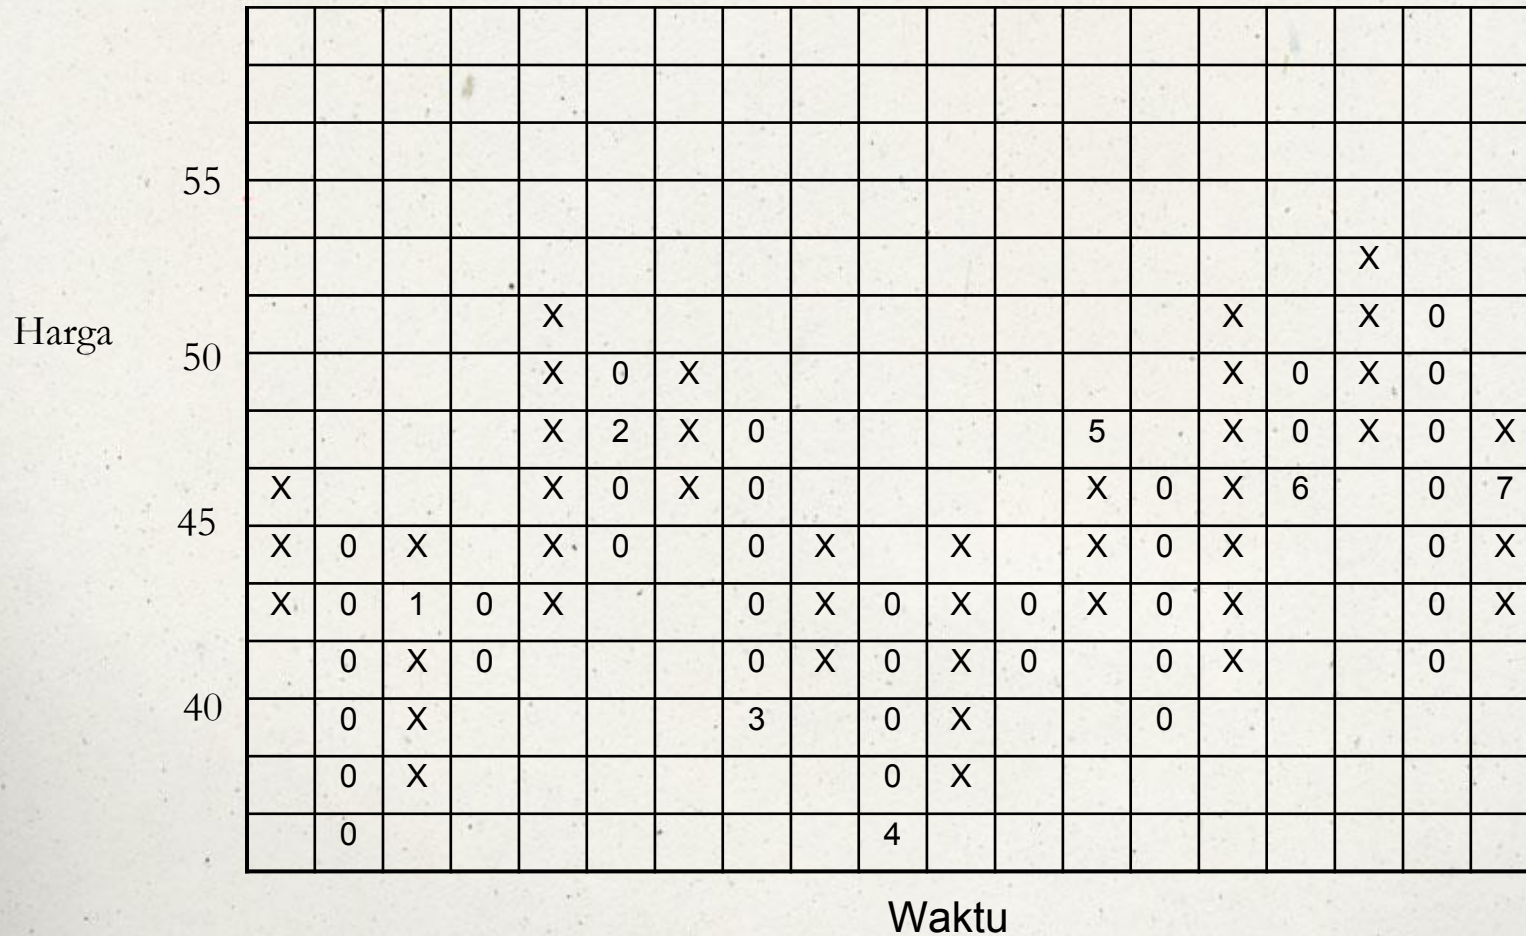 55
X
Harga
X X X 0
50
X 0 X X 0 X 0
X 2 X 0 5 X 0 X 0 X
X X 0 X 0 X 0 X 6 0 7
45
X 0 X X 0 0 X X X 0 X 0 X
X 0 1 0 X 0 X 0 X 0 X 0 X 0 X
0 X 0 0 X 0 X 0 0 X 0
40
0 X 3 0 X 0
0 X 0 X
0 4
Waktu